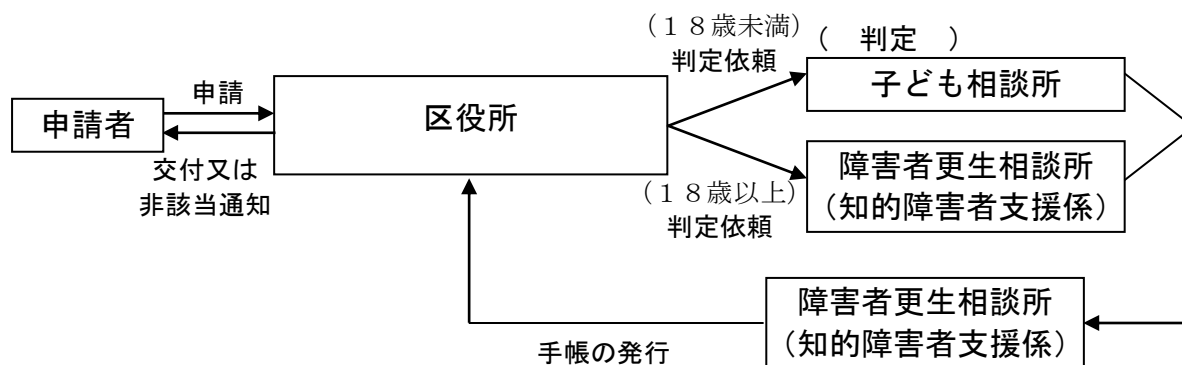 （１８歳未満）
判定依頼
（　判定　）
子ども相談所
申請者
申請
交付又は
非該当通知
区役所
（１８歳以上）
判定依頼
障害者更生相談所
（知的障害者支援係）
障害者更生相談所
（知的障害者支援係）
手帳の発行